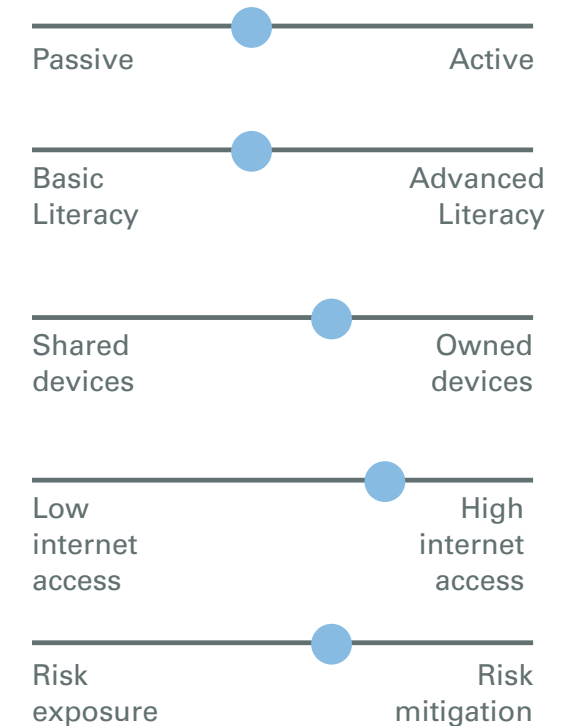 Passive Active
Basic Advanced
Literacy Literacy
Shared Owned
devices devices
Low High
internet internet
access access
Risk Risk
exposure mitigation